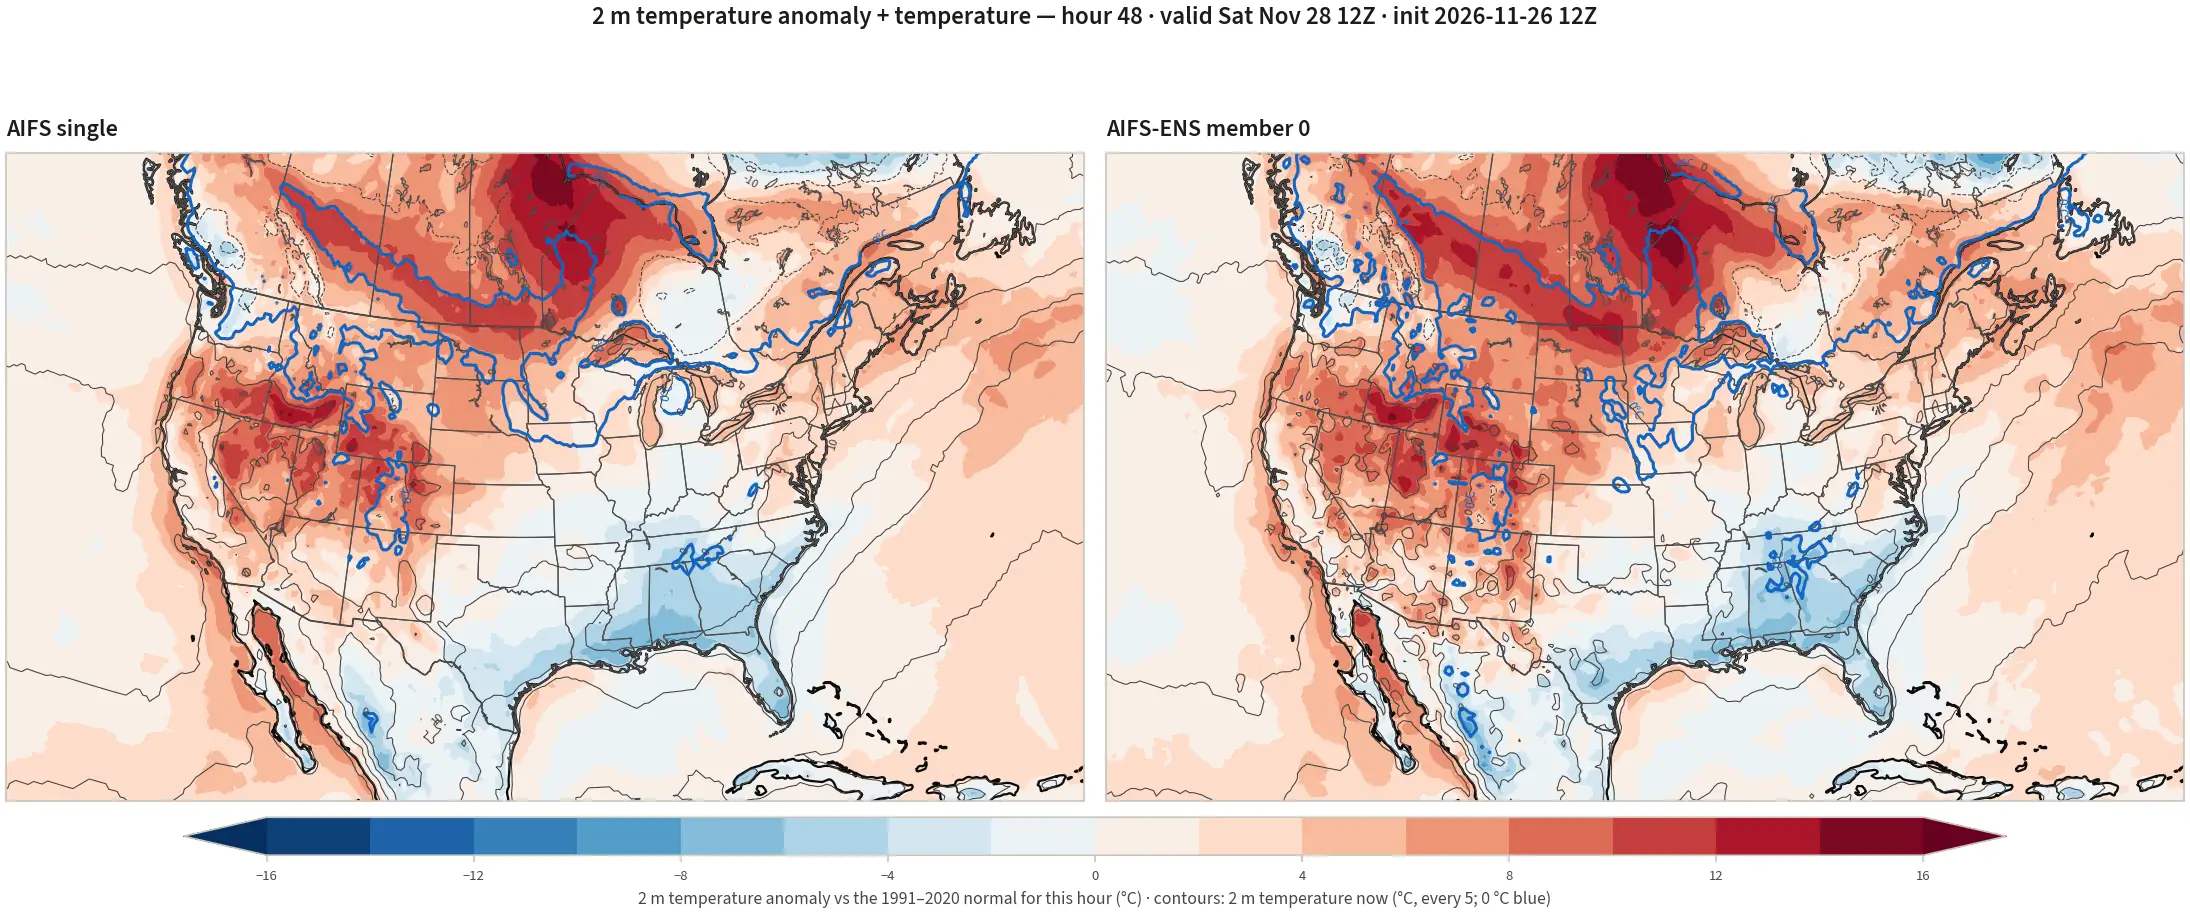 2 m temperature anomaly + temperature — hour 48 · valid Sat Nov 28 12Z · init 2026-11-26 12Z
AIFS single
AIFS-ENS member 0
−16
−12
−8
−4
0
4
8
12
16
2 m temperature anomaly vs the 1991–2020 normal for this hour (°C) · contours: 2 m temperature now (°C, every 5; 0 °C blue)